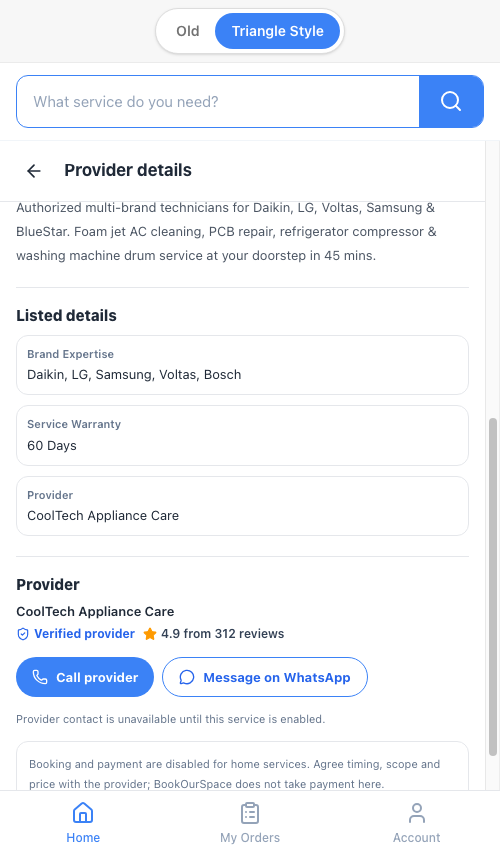 Old
Triangle Style
What service do you need?
Provider details
Authorized multi-brand technicians for Daikin, LG, Voltas, Samsung &
BlueStar. Foam jet AC cleaning, PCB repair, refrigerator compressor &
washing machine drum service at your doorstep in 45 mins.
Listed details
Brand Expertise
Daikin, LG, Samsung, Voltas, Bosch
Service Warranty
60 Days
Provider
CoolTech Appliance Care
Provider
CoolTech Appliance Care
Verified provider 4.9 from 312 reviews
Call provider
Message on WhatsApp
Provider contact is unavailable until this service is enabled.
Booking and payment are disabled for home services. Agree timing, scope and
price with the provider; BookOurSpace does not take payment here.
Home
My Orders
Account